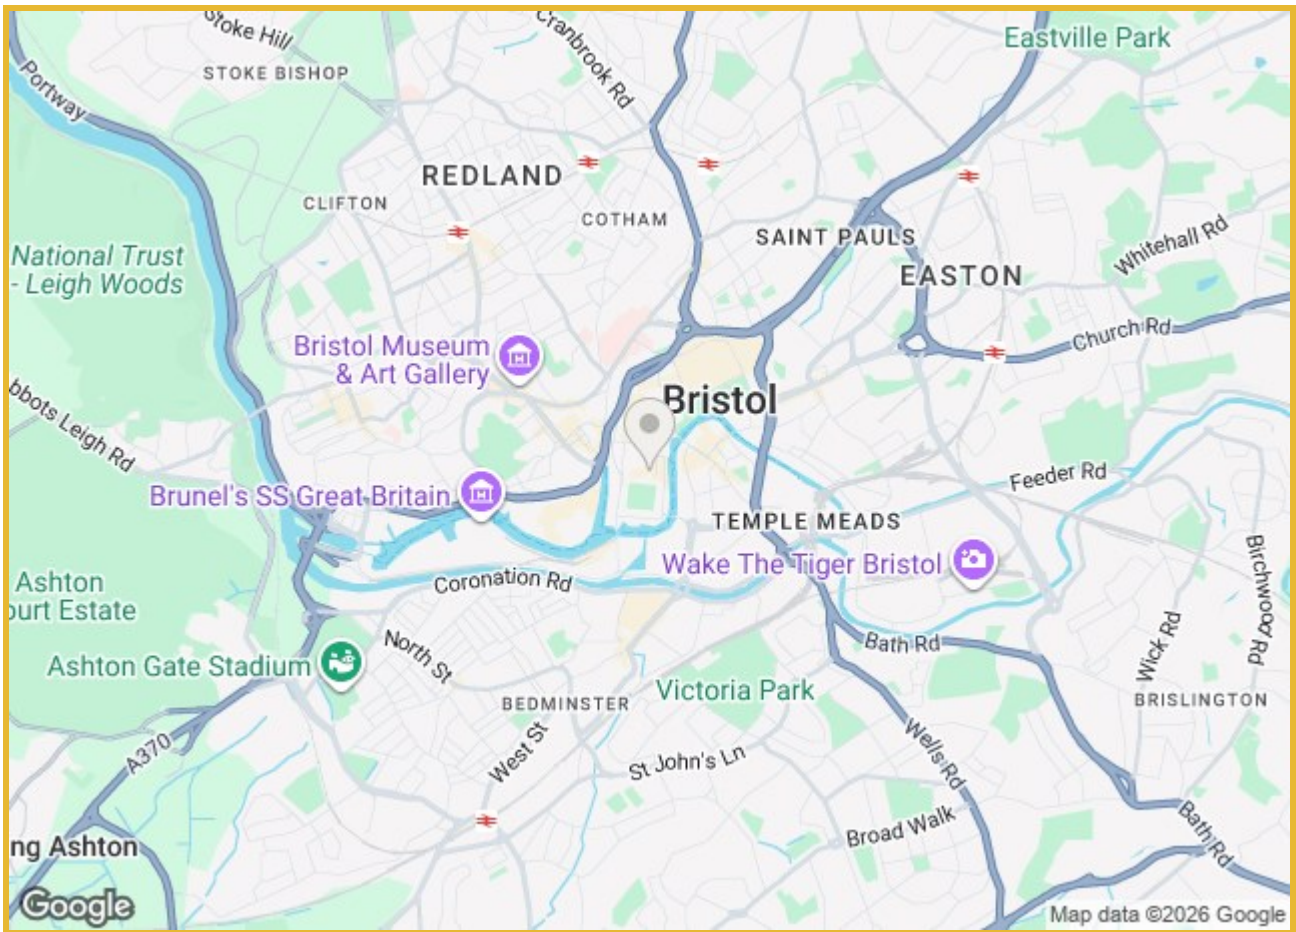 Stoke Hill
Cranbrook Rd
Eastville Park
STOKE BISHOP
Portway
REDLAND
CLIFTON
COTHAM
SAINT PAULS
Whitehall Rd
National Trust
- Leigh Woods
EASTON
Church Rd
Bristol Museum
& Art Gallery
Bristol
bbots Leigh Rd
Feeder Rd
Brunel's SS Great Britain
TEMPLE MEADS
Wake The Tiger Bristol
Coronation Rd
Ashton
ourt Estate
Birchwood Rd
Wick Rd
North St
Bath Rd
Ashton Gate Stadium
Victoria Park
BEDMINSTER
BRISLINGTON
A370
West St
St John's Ln
Wells Rd
Broad Walk
Bath Rd
ng Ashton
Google
Map data ©2026 Google